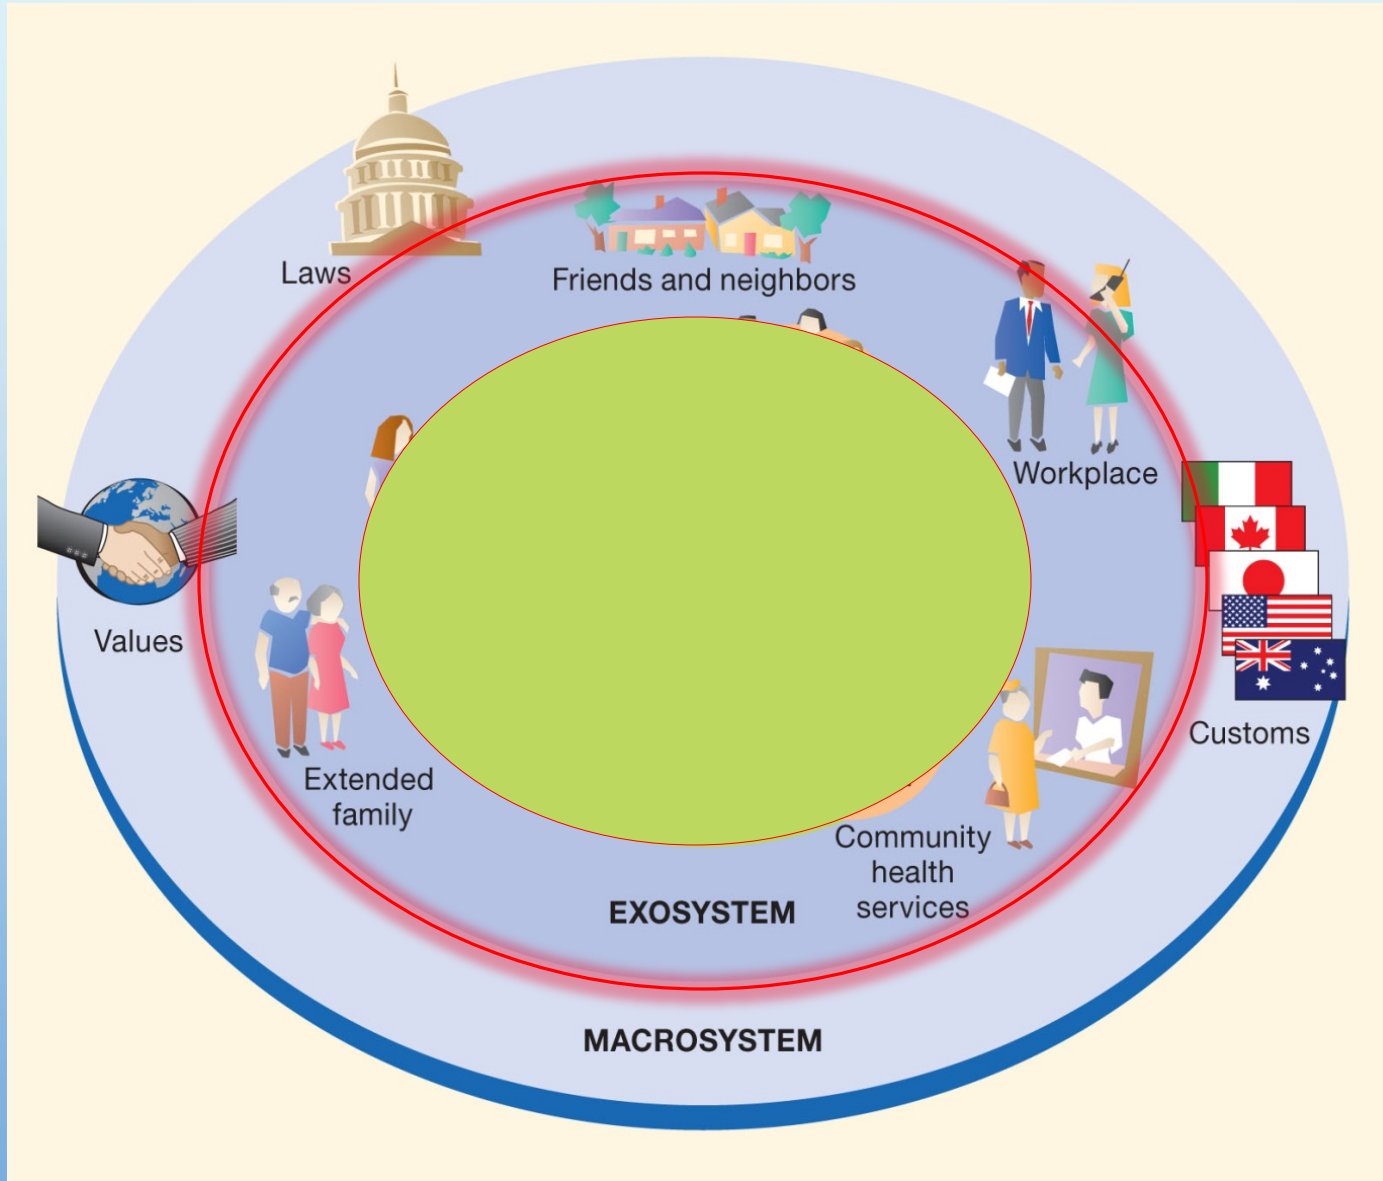 Laws
Friends and neighbors
Workplace
Values
Customs
Extended
family
Community
health
services
EXOSYSTEM
MACROSYSTEM